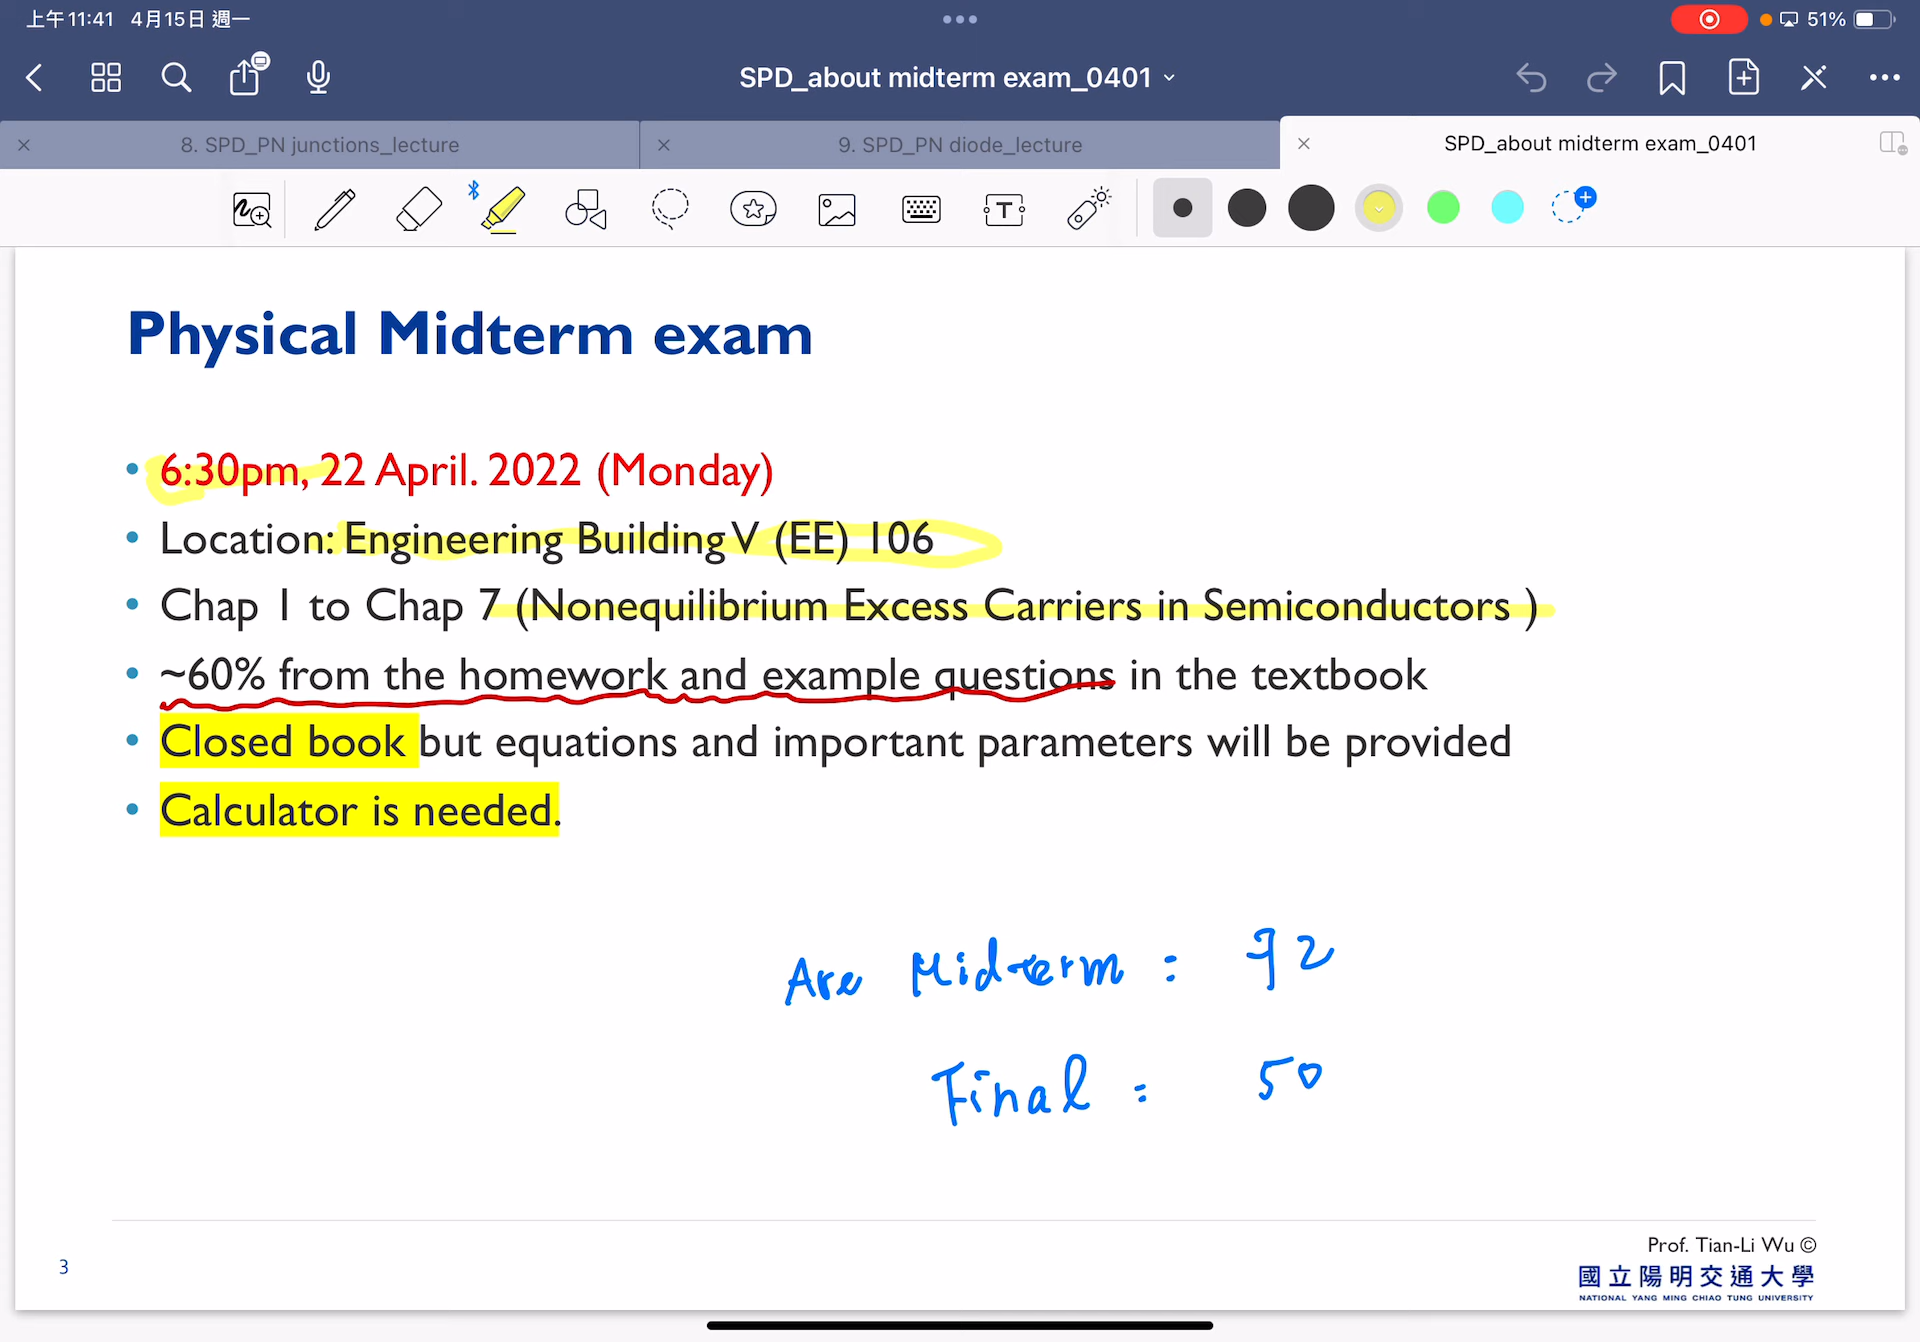 上午11:41 4月15日 週一
51%
SPD_about midterm exam_0401
8. SPD_PN junctions_lecture
9. SPD_PN diode_lecture
SPD_about midterm exam_0401
Physical Midterm exam
• 6:30pm, 22 April. 2022 (Monday)
• Location: Engineering Building V (EE) 106
• Chap 1 to Chap 7 (Nonequilibrium Excess Carriers in Semiconductors )
• ~60% from the homework and example questions in the textbook
• Closed book but equations and important parameters will be provided
• Calculator is needed.
Midterm : 72
Final : 50
Prof. Tian-Li Wu ©
3
國立陽明交通大學
NATIONAL YANG MING CHIAO TUNG UNIVERSITY